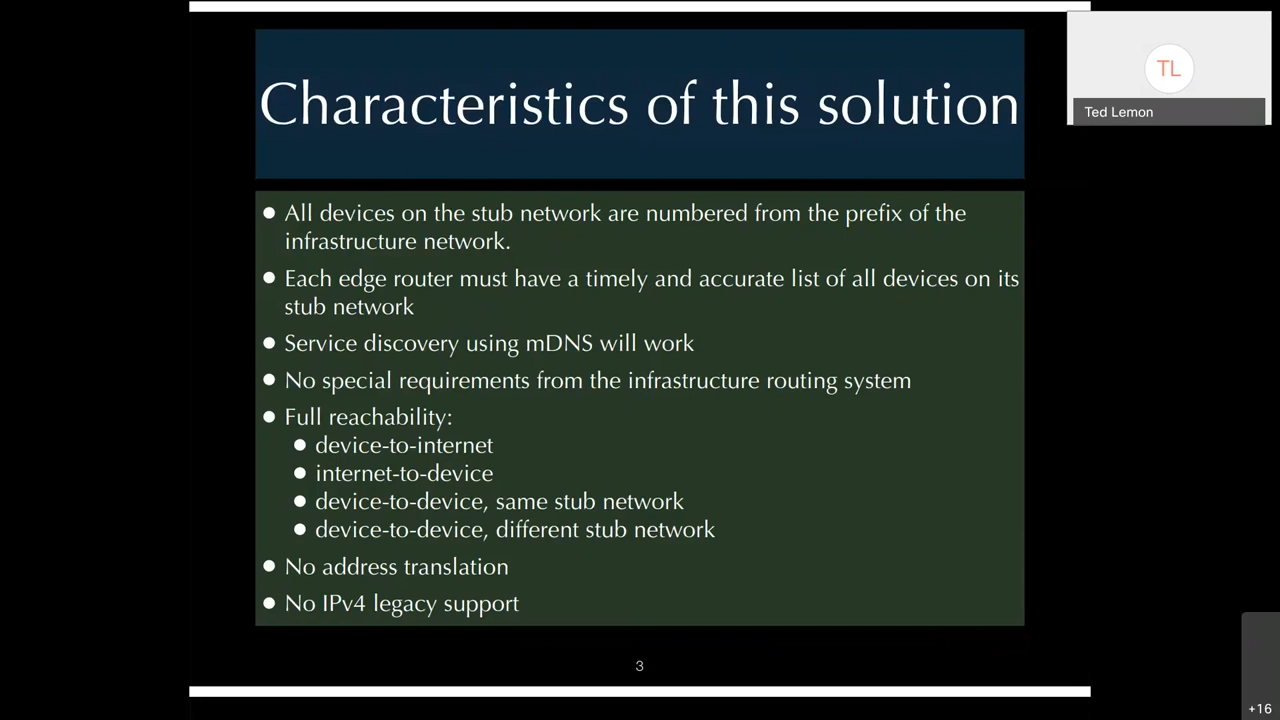 Characteristics of this solution
TL
Ted Lemon
● All devices on the stub network are numbered from the prefix of the
infrastructure network.
● Each edge router must have a timely and accurate list of all devices on its
stub network
● Service discovery using mDNS will work
● No special requirements from the infrastructure routing system
● Full reachability:
● device-to-internet
● internet-to-device
● device-to-device, same stub network
● device-to-device, different stub network
● No address translation
● No IPv4 legacy support
3
+16